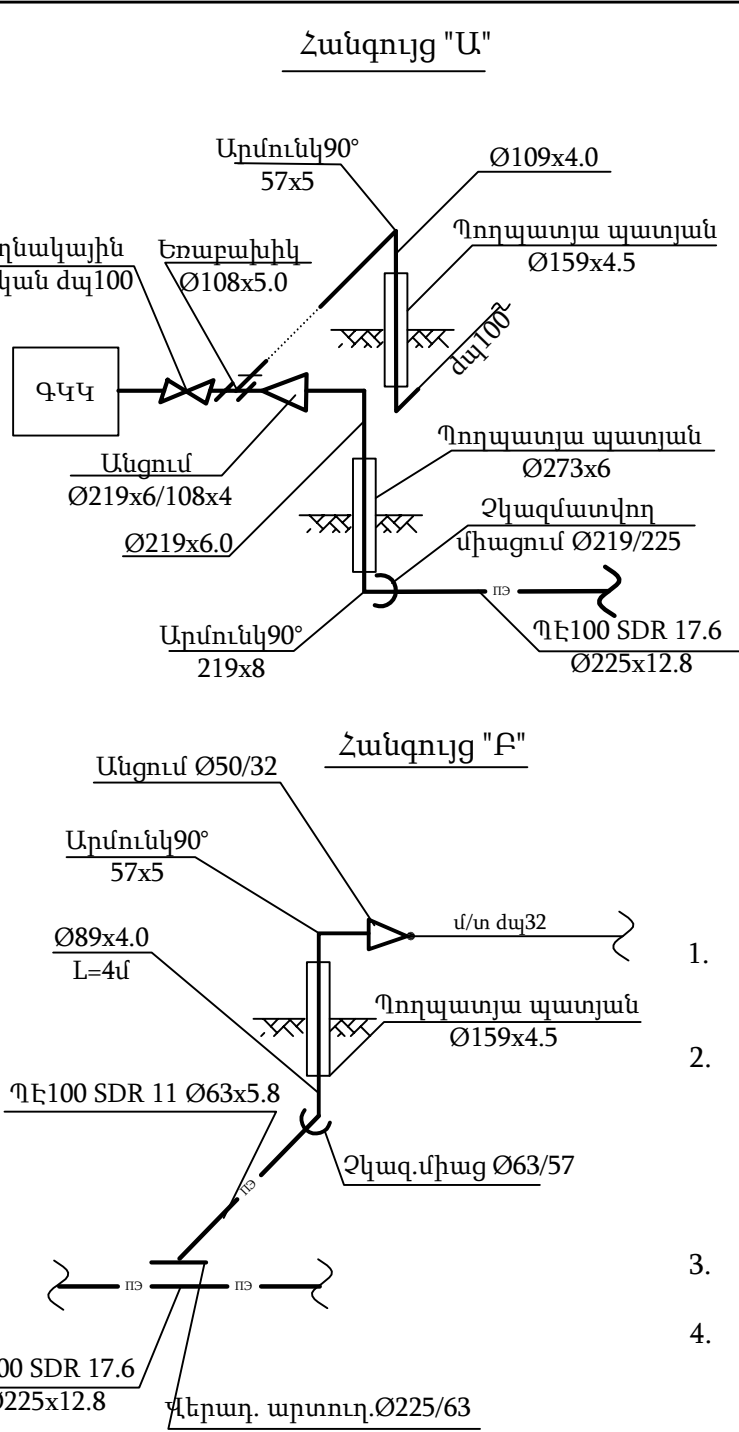 Հանգույց "Ա"
Արմունկ90°
57x5
Ø109x4.0
Պողպատյա պատյան
Ø159x4.5
Եռաբախիկ
Ø108x5.0
դպ100
դպ100
ԳԿԿ
Անցում
Ø219x6/108x4
Պողպատյա պատյան
Ø273x6
Չկազմատվող
միացում Ø219/225
Ø219x6.0
ПЭ
Արմունկ90°
219x8
ՊԷ100 SDR 17.6
Ø225x12.8
Հանգույց "Բ"
Անցում Ø50/32
Արմունկ90°
57x5
մ/տ դպ32
Ø89x4.0
L=4մ
1.
Պողպատյա պատյան
Ø159x4.5
2.
ՊԷ100 SDR 11 Ø63x5.8
Չկազ.միաց Ø63/57
ПЭ
3.
ПЭ ПЭ
4.
SDR 17.6
Ø225x12.8
Վերադ. արտուղ.Ø225/63